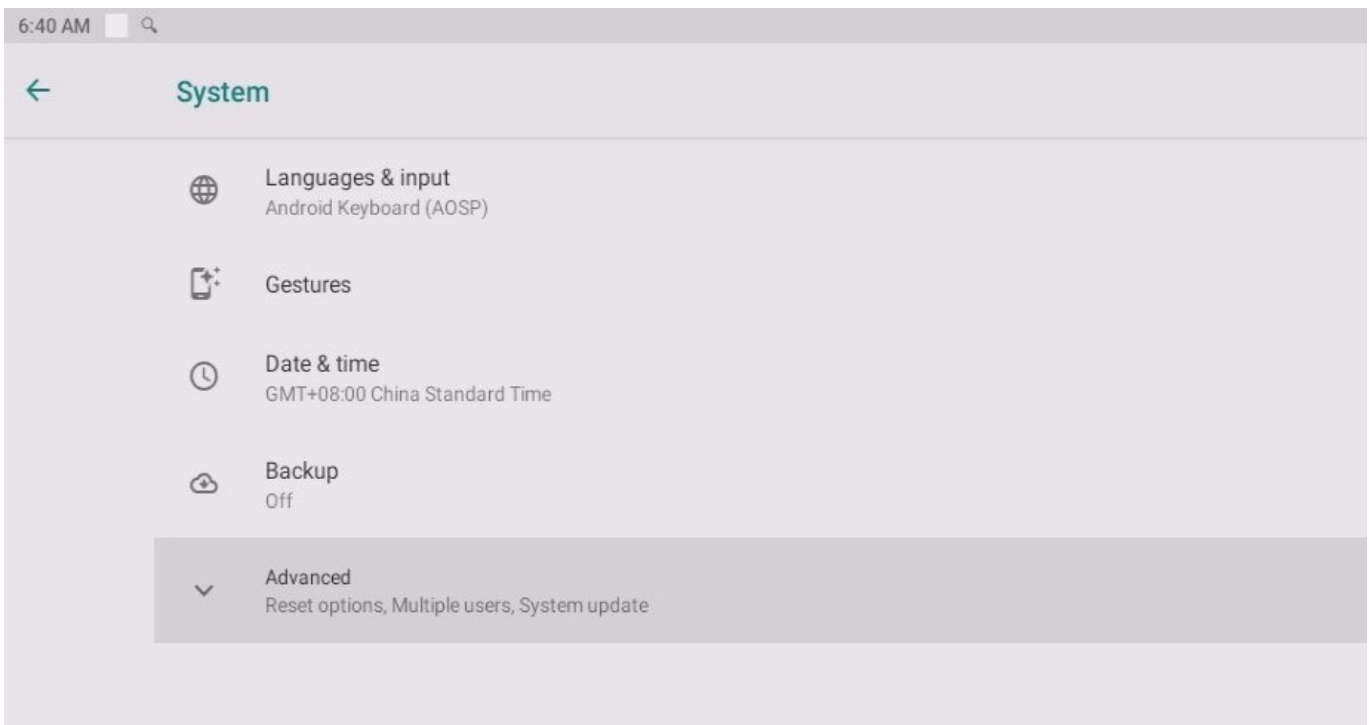 6:40 AM
System
Languages & input
Android Keyboard (AOSP)
Gestures
Date & time
GMT+08:00 China Standard Time
Backup
Off
Advanced
Reset options, Multiple users, System update